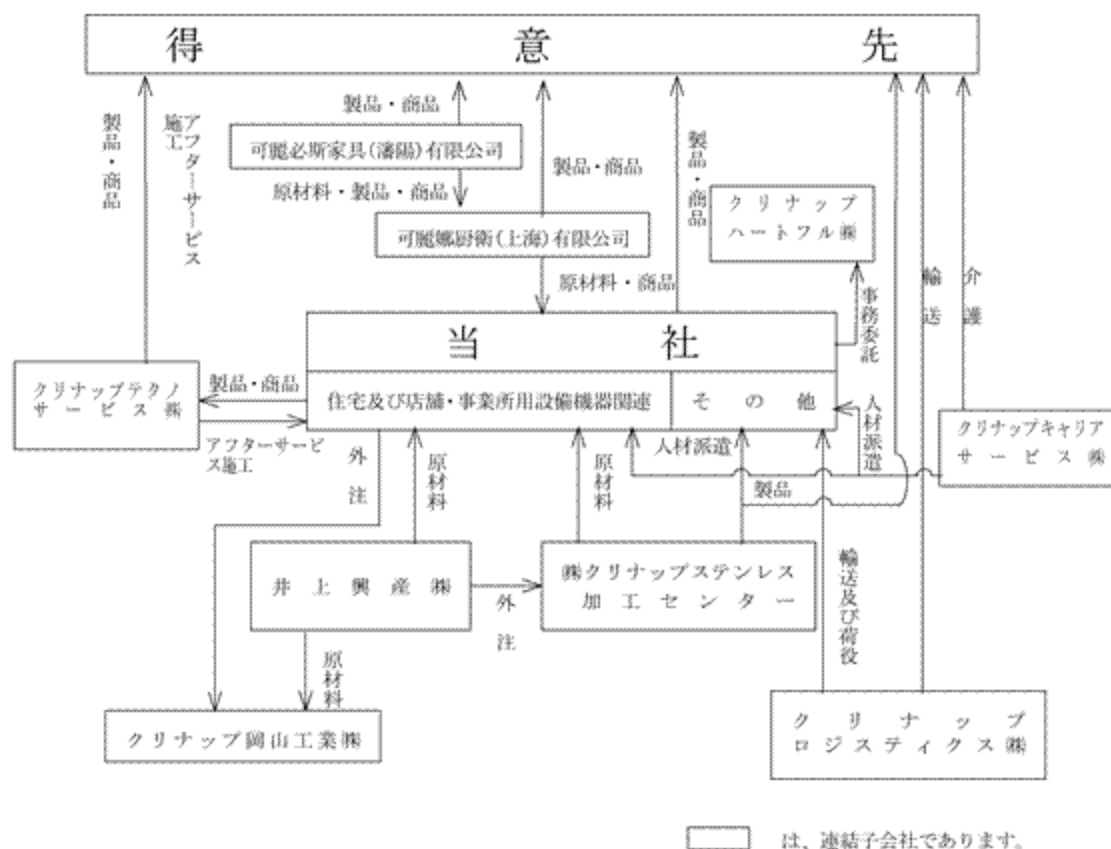 得意先
製品・商品
アフターサービス
施工
製品・商品
可麗必斯家具(瀋陽)有限公司
原材料・製品・商品
製品・商品
可麗娜厨衛(上海)有限公司
原材料・商品
製品・商品
クリナップ
ハートフル㈱
事務委託
輸送
介護
当社
住宅及び店舗・事業所用設備機器関連
その他
クリナップテクノ
サービス㈱
製品・商品
アフターサービ
ス施工
外注
原材料
原材料
人材派遣
製品
人材派遣
クリナップキャリア
サービス㈱
井上興産㈱
外注
㈱クリナップステンレス
加工センター
輸送及び荷役
原材料
クリナップ岡山工業㈱
クリナップ
ロジスティクス㈱
は、連結子会社であります。